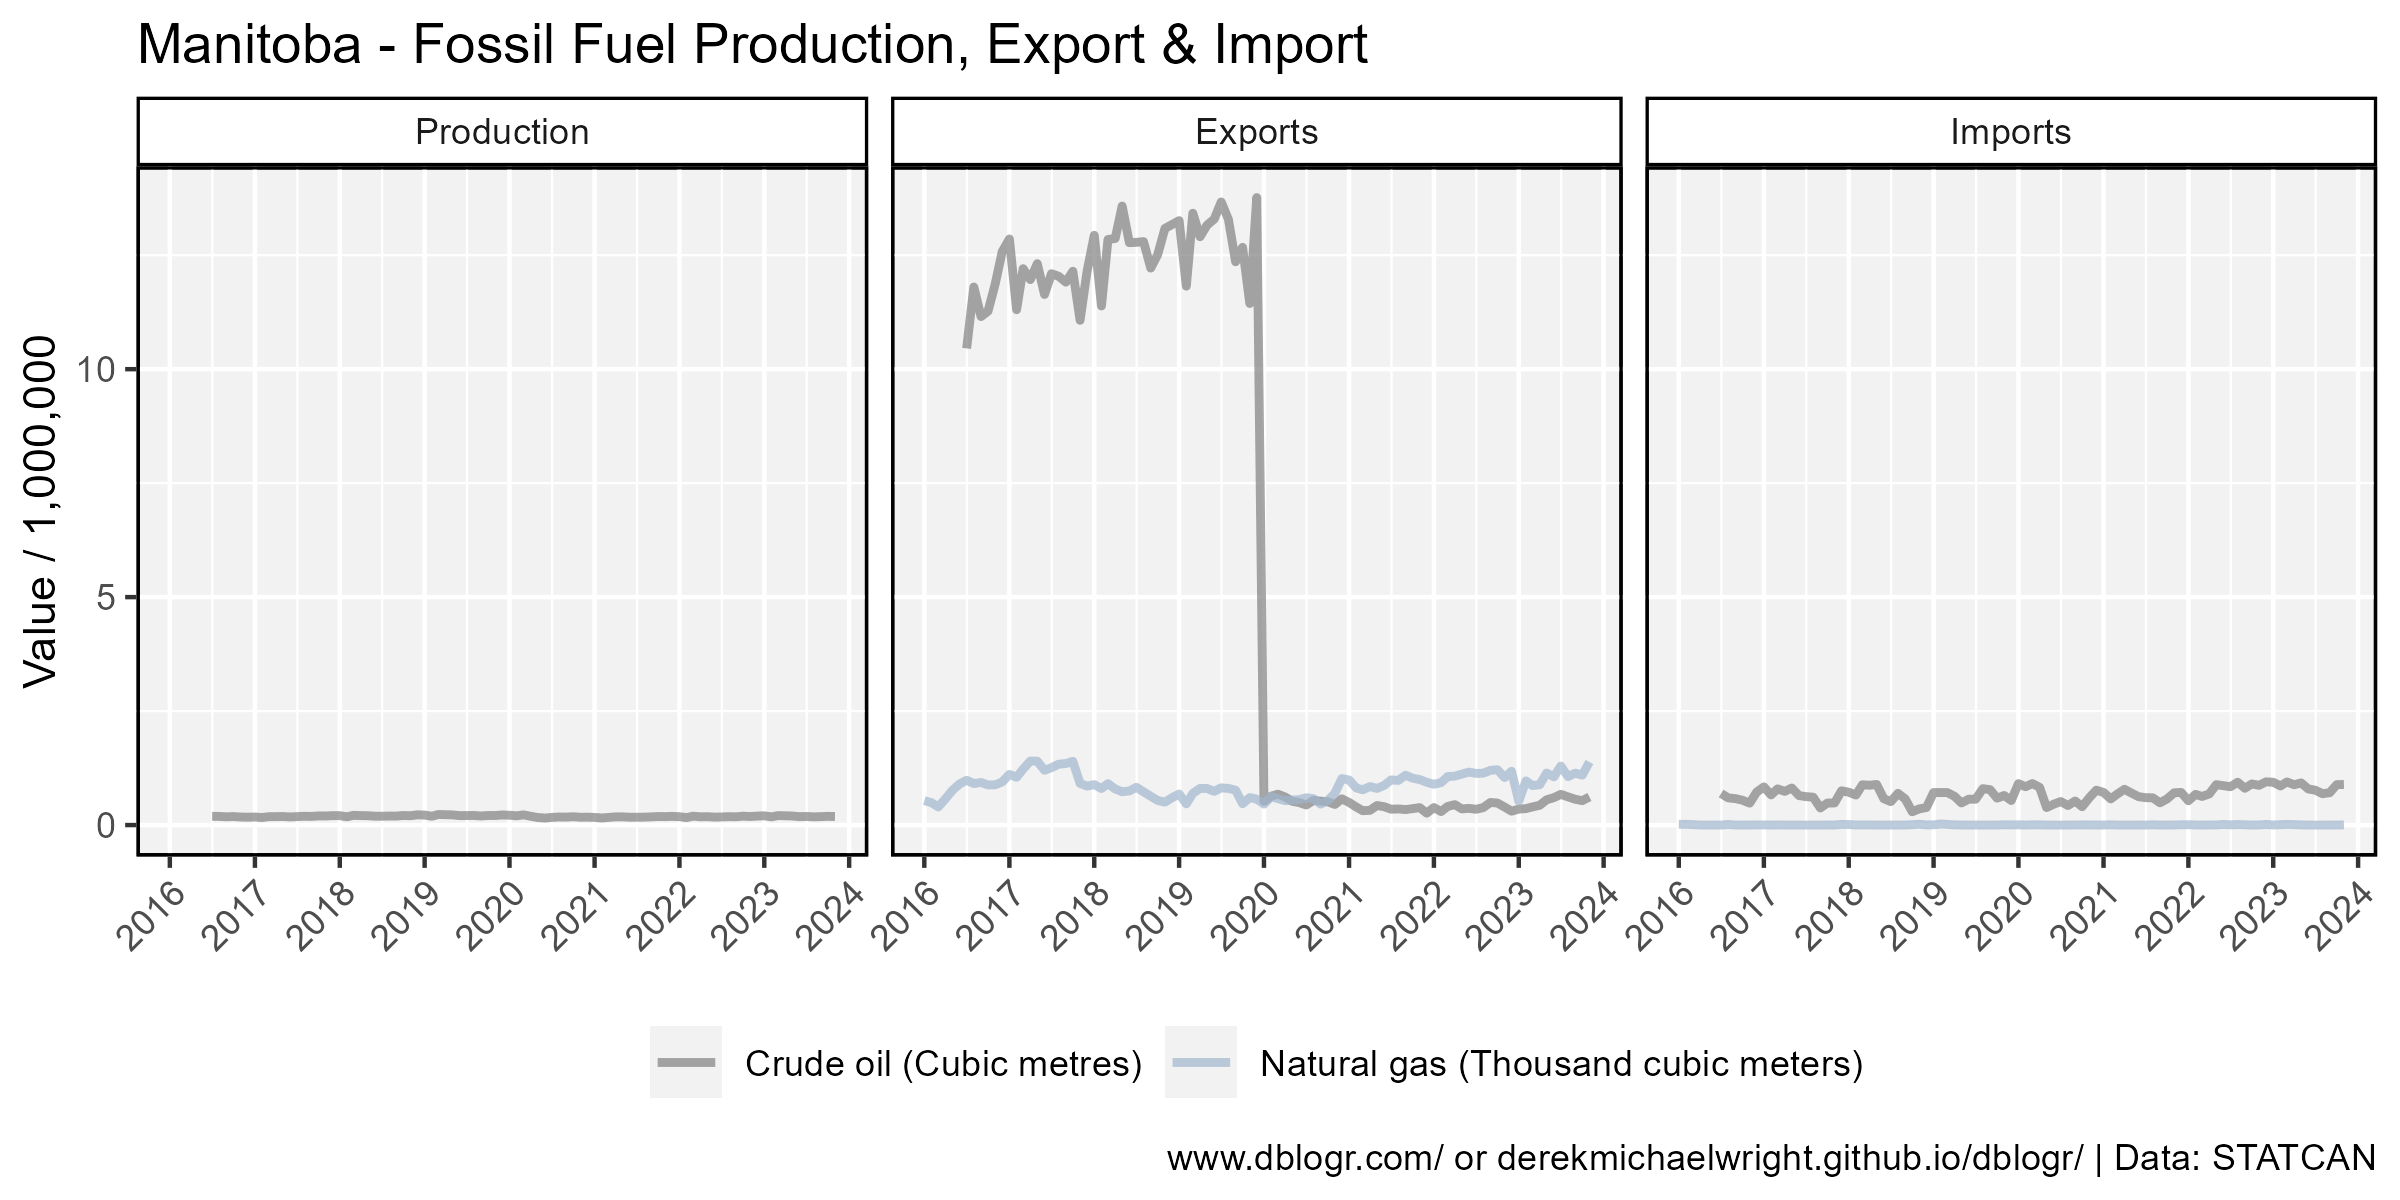 Manitoba - Fossil Fuel Production, Export & Import
Production
Exports
Imports
Value / 1,000,000
10
5
0
2016 2017 2018 2019 2020 2021 2022 2023 2024
2016 2017 2018 2019 2020 2021 2022 2023 2024
2016 2017 2018 2019 2020 2021 2022 2023 2024
Crude oil (Cubic metres)
Natural gas (Thousand cubic meters)
www.dblogr.com/ or derekmichaelwright.github.io/dblogr/ | Data: STATCAN